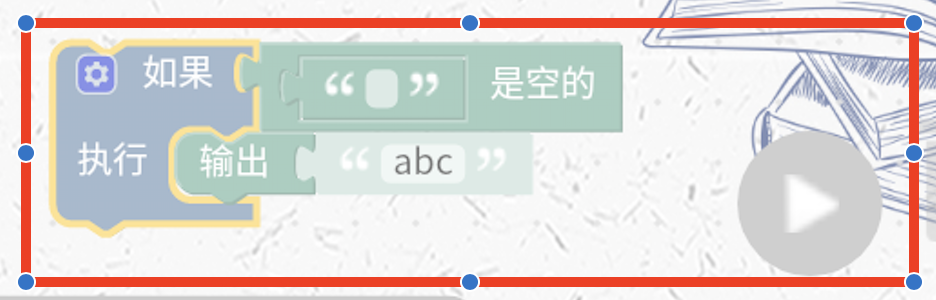 如果 “ ” 是空的
执行 输出 “ abc ”